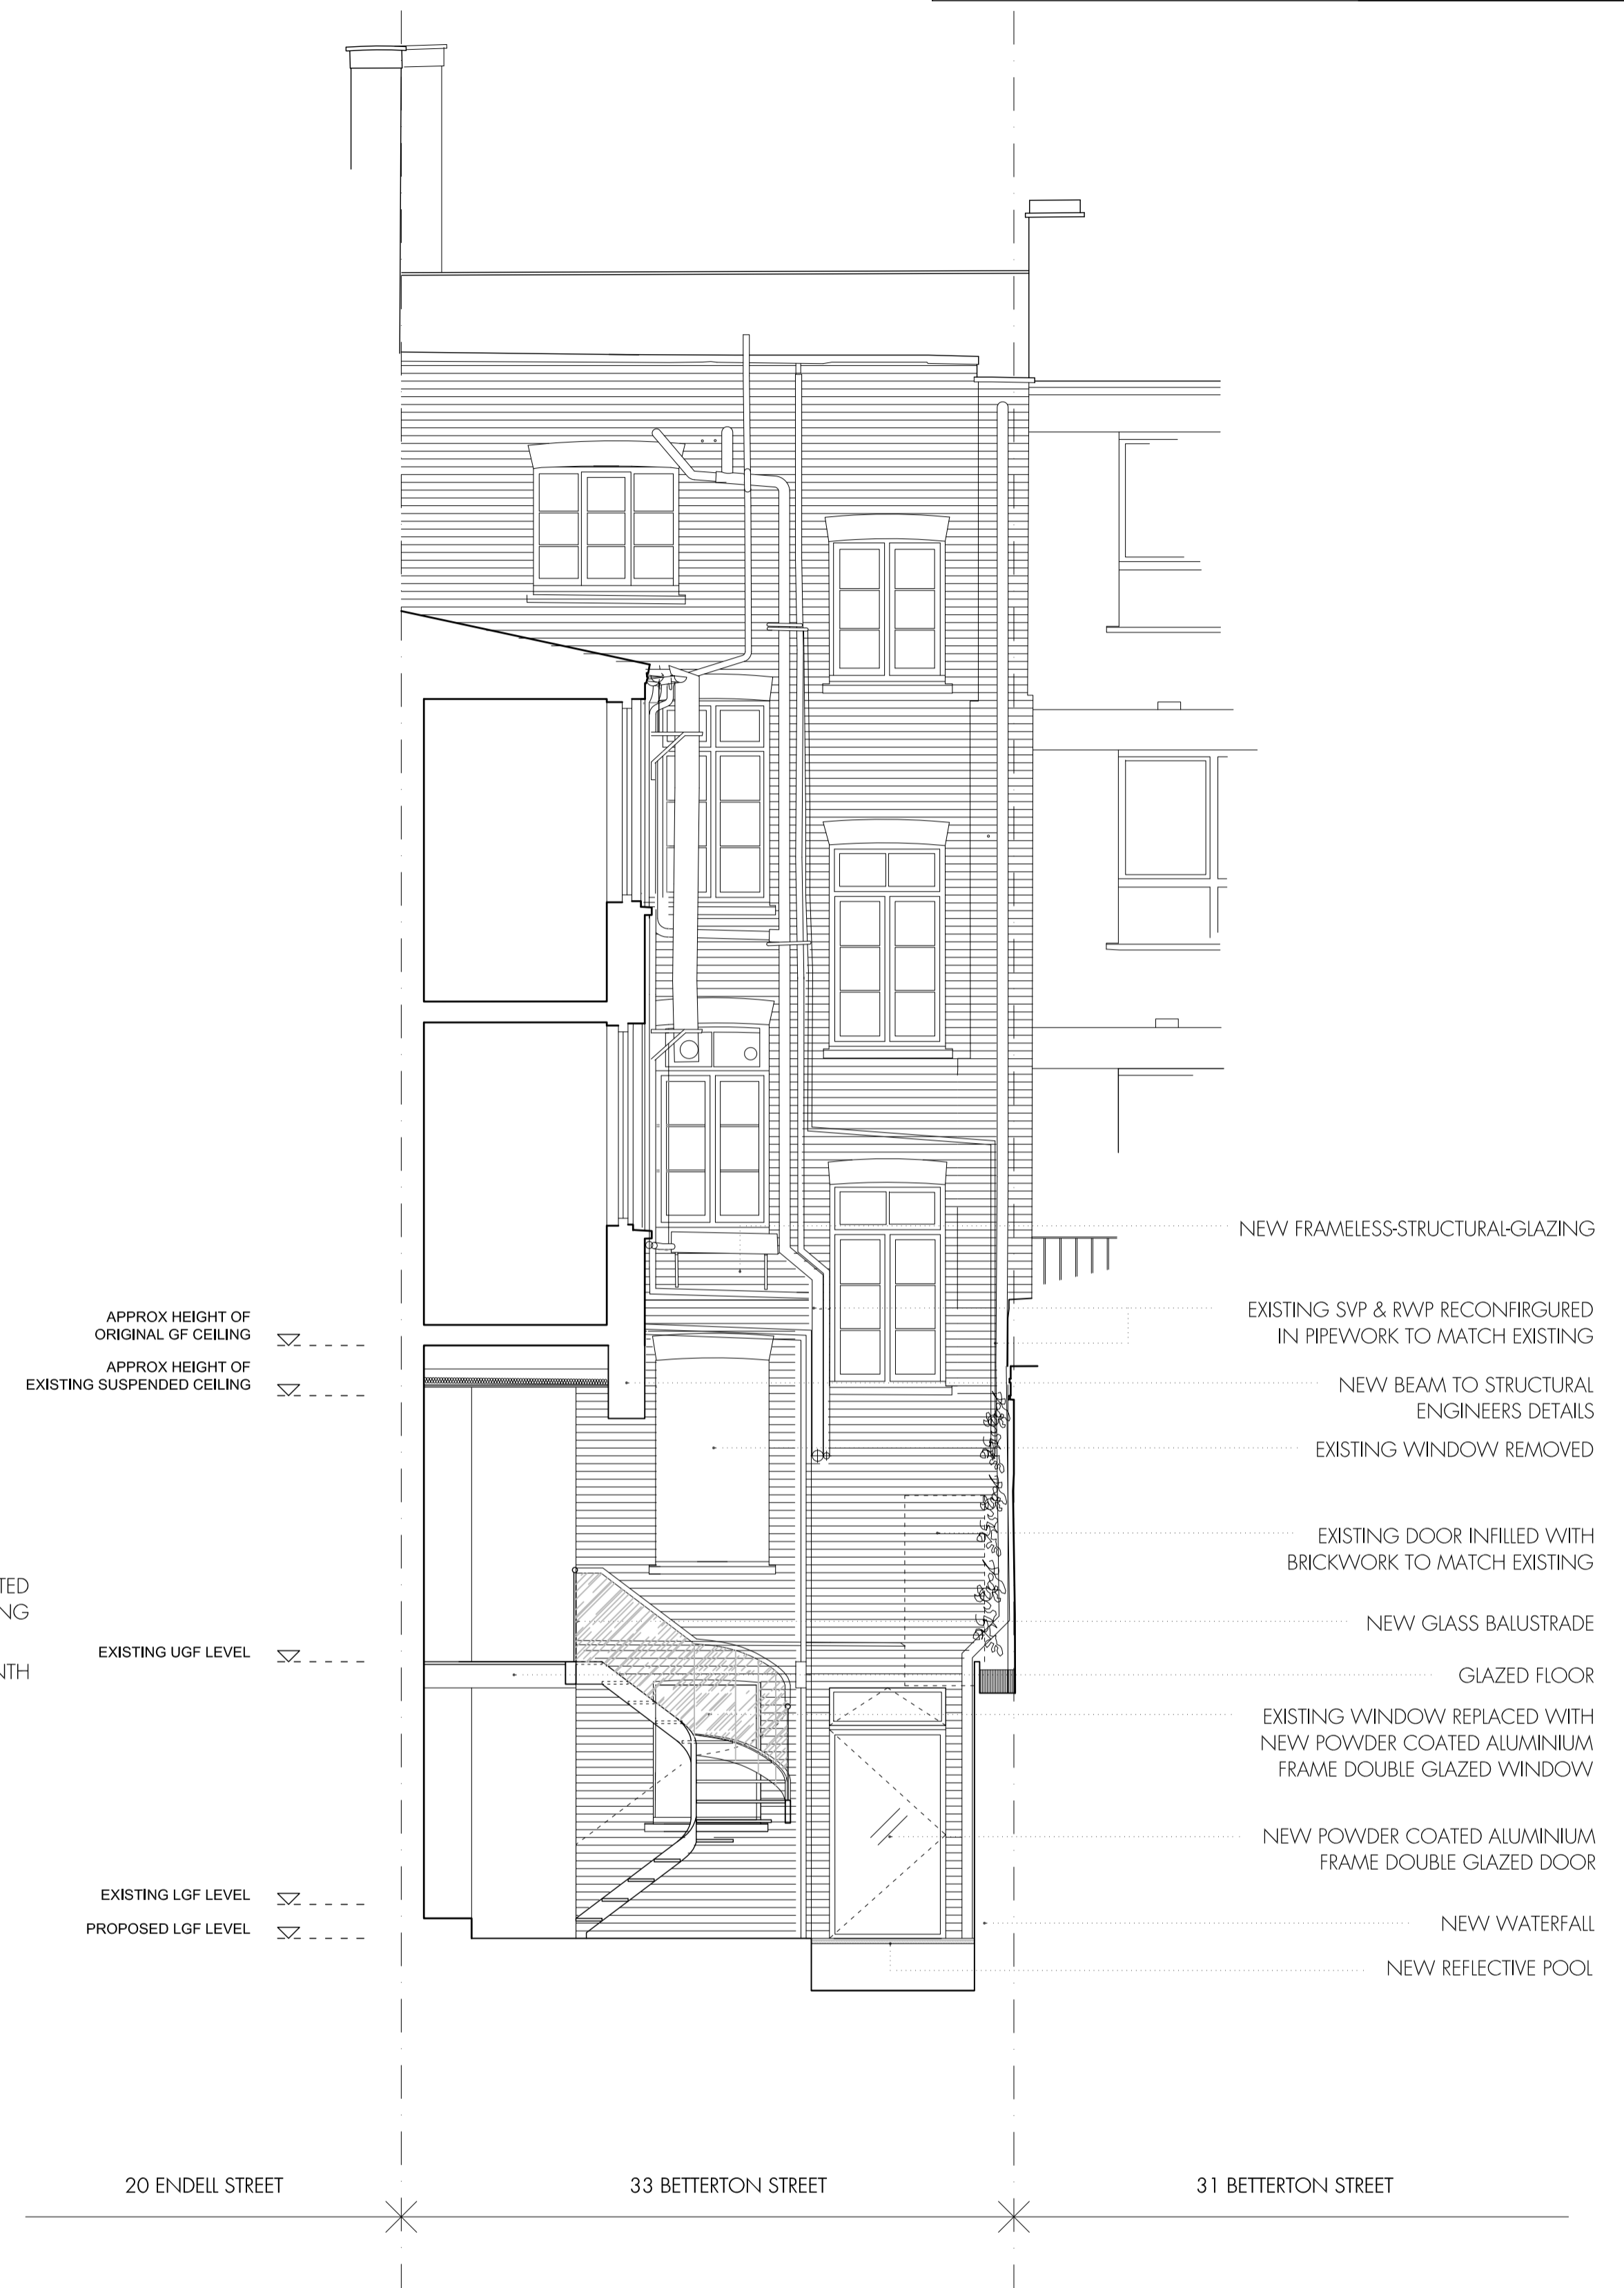 NEW FRAMELESS-STRUCTURAL-GLAZING
EXISTING SVP & RWP RECONFIRGURED
IN PIPEWORK TO MATCH EXISTING
APPROX HEIGHT OF
ORIGINAL GF CEILING
APPROX HEIGHT OF
EXISTING SUSPENDED CEILING
NEW BEAM TO STRUCTURAL
ENGINEERS DETAILS
EXISTING WINDOW REMOVED
EXISTING DOOR INFILLED WITH
BRICKWORK TO MATCH EXISTING
TED
NG
NEW GLASS BALUSTRADE
EXISTING UGF LEVEL
NTH
GLAZED FLOOR
EXISTING WINDOW REPLACED WITH
NEW POWDER COATED ALUMINIUM
FRAME DOUBLE GLAZED WINDOW
NEW POWDER COATED ALUMINIUM
FRAME DOUBLE GLAZED DOOR
EXISTING LGF LEVEL
PROPOSED LGF LEVEL
NEW WATERFALL
NEW REFLECTIVE POOL
20 ENDELL STREET
33 BETTERTON STREET
31 BETTERTON STREET